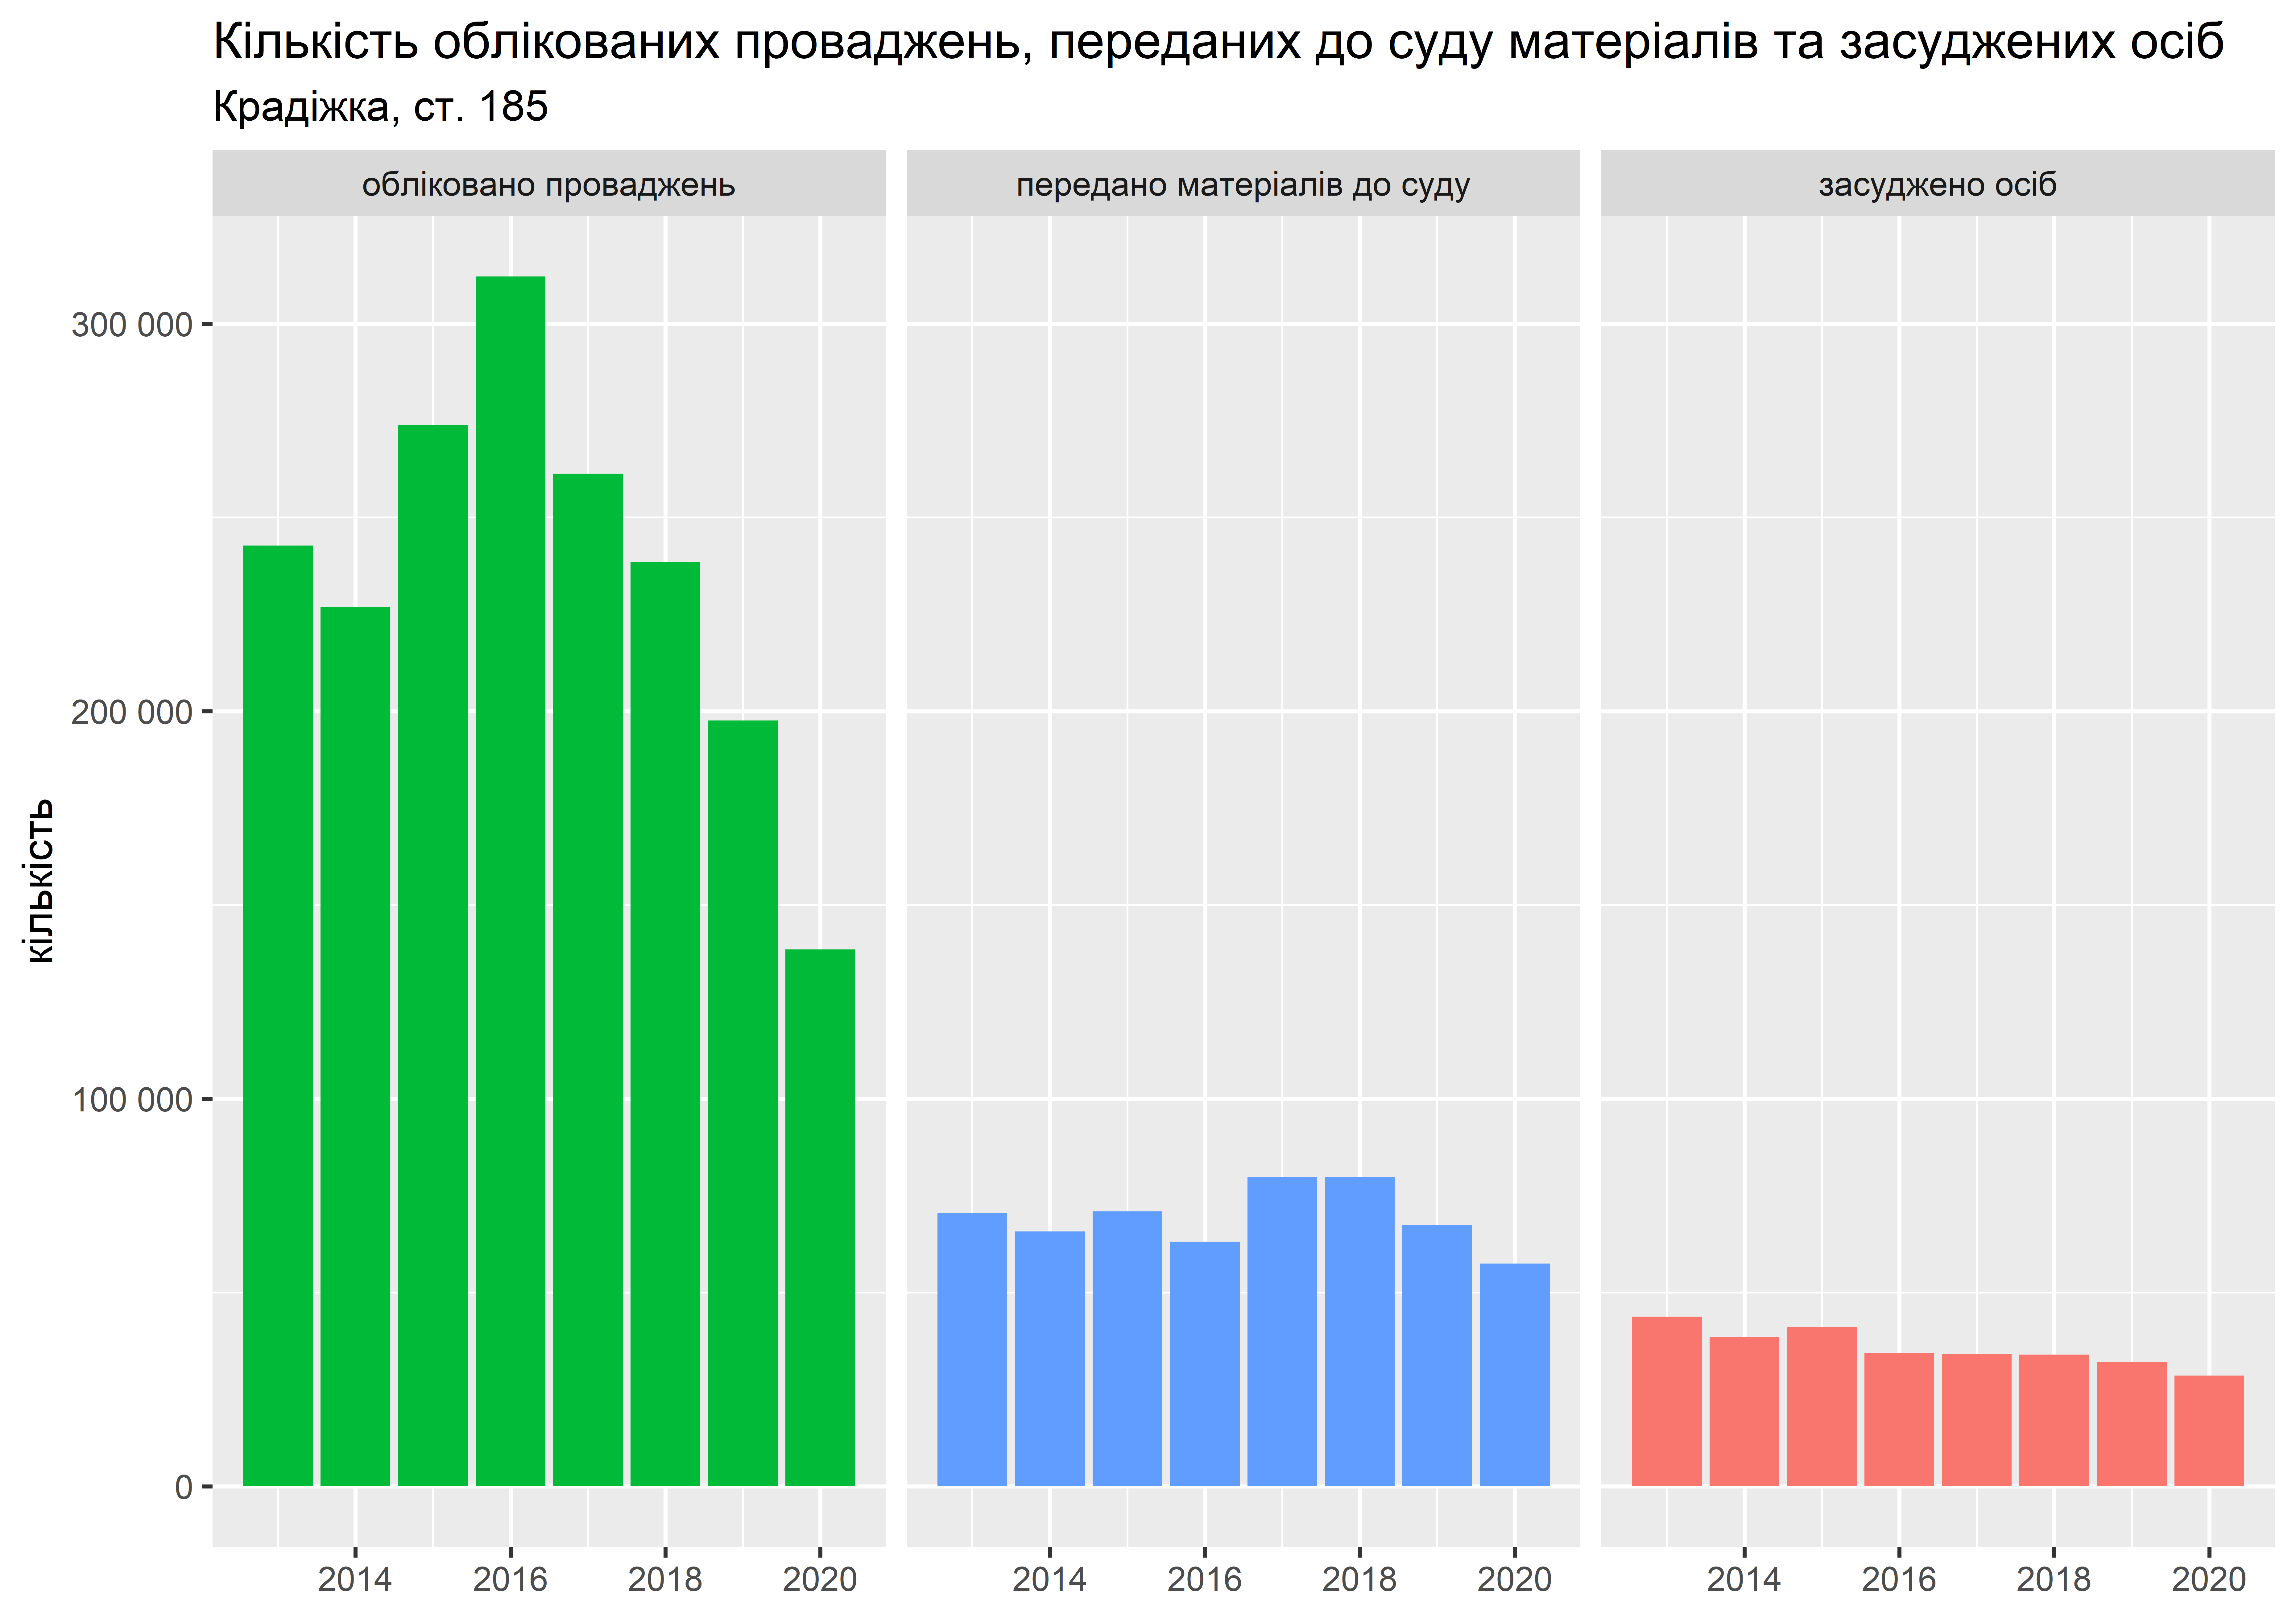 Кількість облікованих проваджень, переданих до суду матеріалів та засуджених осіб
Крадіжка, ст. 185
обліковано проваджень
передано матеріалів до суду
засуджено осіб
кількість
300 000
200 000
100 000
0
2014 2016 2018 2020
2014 2016 2018 2020
2014 2016 2018 2020